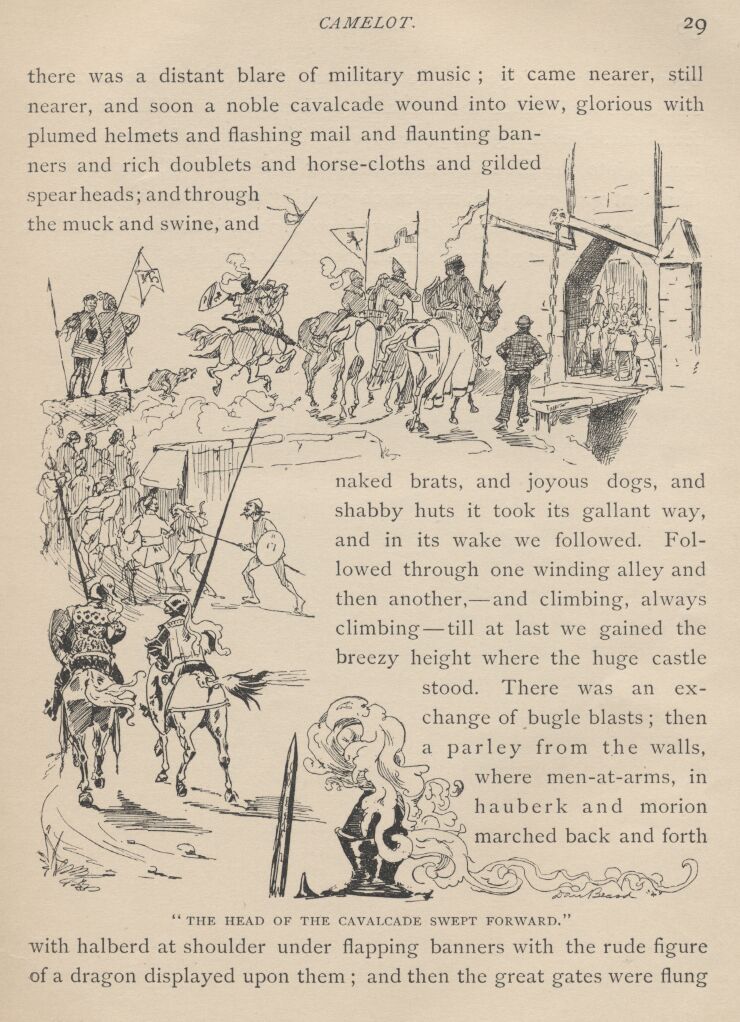 CAMELOT. 29
there was a distant blare of military music ; it came nearer, still
nearer, and soon a noble cavalcade wound into view, glorious with
plumed helmets and flashing mail and flaunting ban-
ners and rich doublets and horse-cloths and gilded
spearheads; and through
the muck and swine, and
naked brats, and joyous dogs, and
shabby huts it took its gallant way,
and in its wake we followed. Fol-
lowed through one winding alley and
then another,—and climbing, always
climbing—till at last we gained the
breezy height where the huge castle
stood. There was an ex-
change of bugle blasts ; then
a parley from the walls,
where men-at-arms, in
hauberk and morion
marched back and forth
Dan Beard
"THE HEAD OF THE CAVALCADE SWEPT FORWARD."
with halberd at shoulder under flapping banners with the rude figure
of a dragon displayed upon them ; and then the great gates were flung